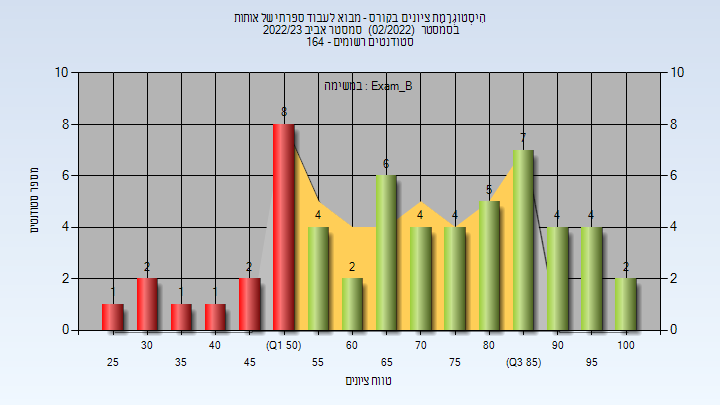 היסטוגרמת ציונים בקורס - מבוא לעבוד ספרתי של אותות
בסמסטר (02/2022) סמסטר אביב 2022/23
סטודנטים רשומים - 164
במשימה : Exam_B
10 10
8 8
6 6
4 4
2 2
0 0
מספר סטודנטים
1 2 1 1 2 8 4 2 6 4 4 5 7 4 4 2
30 40 (Q1 50) 60 70 80 90 100
25 35 45 55 65 75 (Q3 85) 95
טווח ציונים